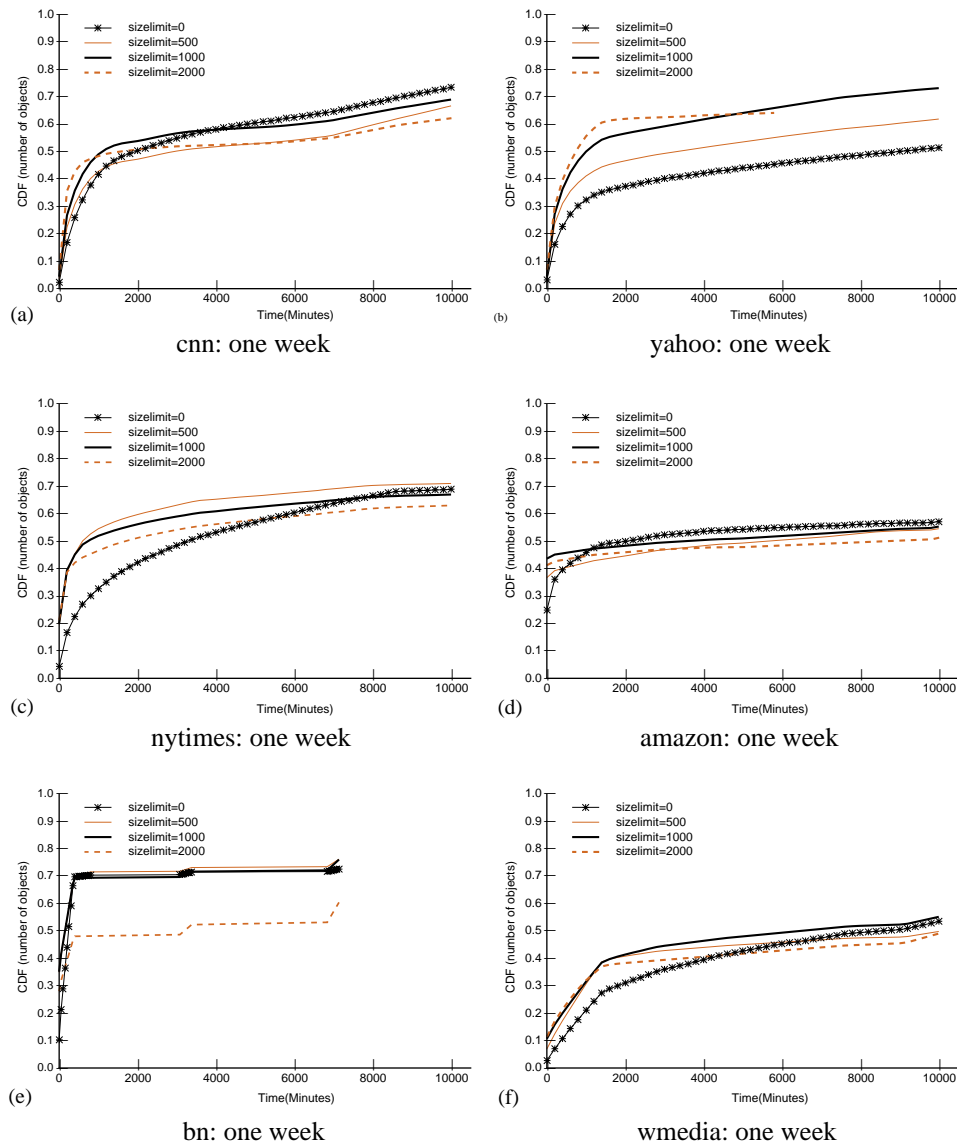 1.0
0.9
0.8
0.7
0.6
0.5
0.4
0.3
0.2
0.1
0.0
CDF (number of objects)
sizelimit=0
sizelimit=500
sizelimit=1000
sizelimit=2000
0 2000 4000 6000 8000 10000
Time(Minutes)
(a)
cnn: one week
1.0
0.9
0.8
0.7
0.6
0.5
0.4
0.3
0.2
0.1
0.0
CDF (number of objects)
sizelimit=0
sizelimit=500
sizelimit=1000
sizelimit=2000
0 2000 4000 6000 8000 10000
Time(Minutes)
(b)
yahoo: one week
1.0
0.9
0.8
0.7
0.6
0.5
0.4
0.3
0.2
0.1
0.0
CDF (number of objects)
sizelimit=0
sizelimit=500
sizelimit=1000
sizelimit=2000
0 2000 4000 6000 8000 10000
Time(Minutes)
(c)
nytimes: one week
1.0
0.9
0.8
0.7
0.6
0.5
0.4
0.3
0.2
0.1
0.0
CDF (number of objects)
sizelimit=0
sizelimit=500
sizelimit=1000
sizelimit=2000
0 2000 4000 6000 8000 10000
Time(Minutes)
(d)
amazon: one week
1.0
0.9
0.8
0.7
0.6
0.5
0.4
0.3
0.2
0.1
0.0
CDF (number of objects)
sizelimit=0
sizelimit=500
sizelimit=1000
sizelimit=2000
0 2000 4000 6000 8000 10000
Time(Minutes)
(e)
bn: one week
1.0
0.9
0.8
0.7
0.6
0.5
0.4
0.3
0.2
0.1
0.0
CDF (number of objects)
sizelimit=0
sizelimit=500
sizelimit=1000
sizelimit=2000
0 2000 4000 6000 8000 10000
Time(Minutes)
(f)
wmedia: one week